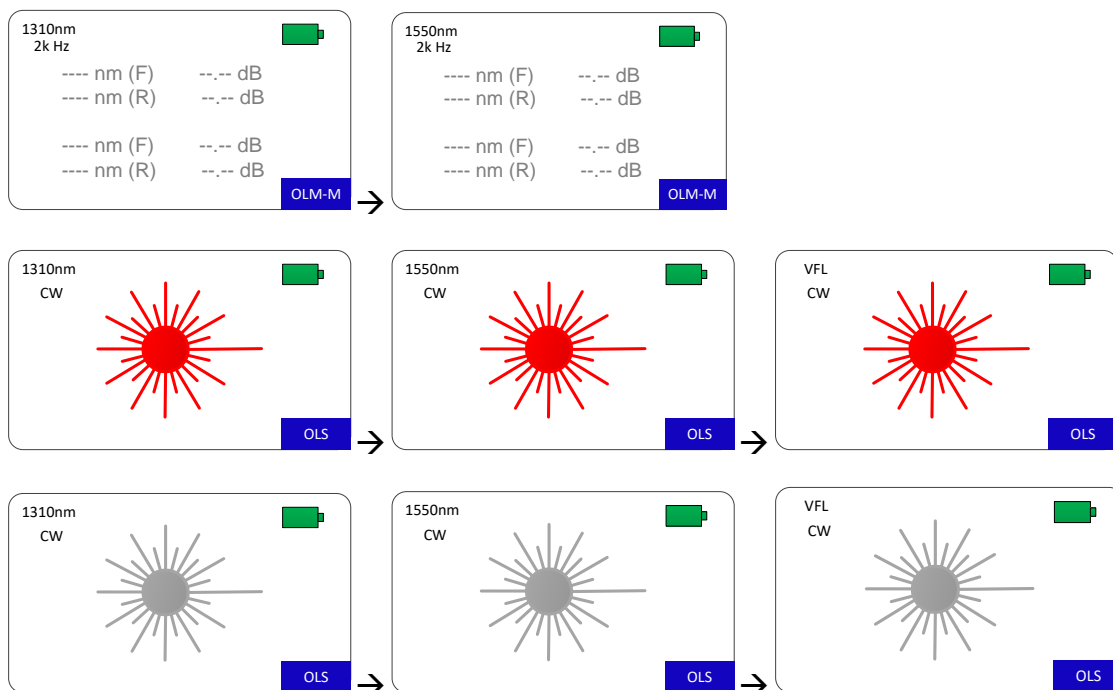 1310nm
2k Hz
---- nm (F) --.-- dB
---- nm (R) --.-- dB
---- nm (F) --.-- dB
---- nm (R) --.-- dB
OLM-M
→
1550nm
2k Hz
---- nm (F) --.-- dB
---- nm (R) --.-- dB
---- nm (F) --.-- dB
---- nm (R) --.-- dB
OLM-M
1310nm
CW
OLS
→
1550nm
CW
OLS
→
VFL
CW
OLS
1310nm
CW
OLS
→
1550nm
CW
OLS
→
VFL
CW
OLS